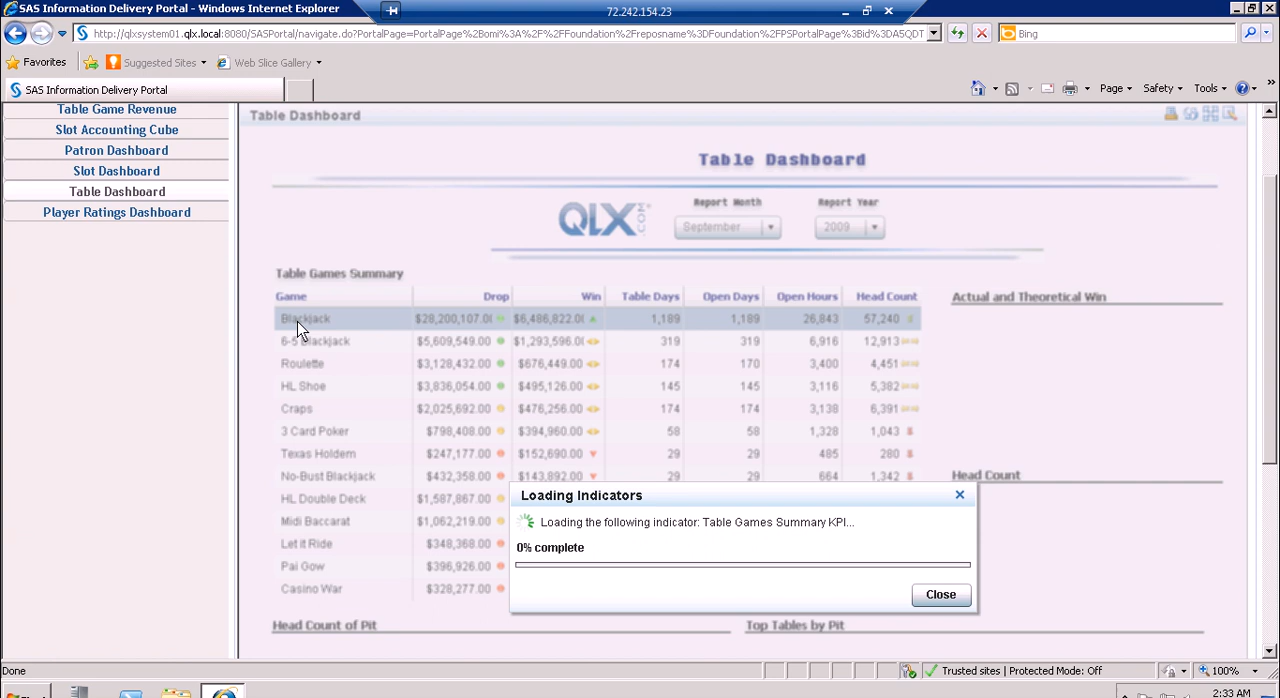 SAS Information Delivery Portal - Windows Internet Explorer
72.242.154.23
http://qlxsystem01.qlx.local:8080/SASPortal/navigate.do?PortalPage=PortalPage%2Bomi%3A%2F%2FFoundation%2Freposname%3DFoundation%2FPSPortalPage%3Bid%3DA5QDT
Bing
Favorites
Suggested Sites
Web Slice Gallery
SAS Information Delivery Portal
Page Safety Tools
Table Game Revenue
Slot Accounting Cube
Patron Dashboard
Slot Dashboard
Table Dashboard
Player Ratings Dashboard
Table Dashboard
Table Dashboard
QLX.COM
Report Month
Report Year
September
2009
Table Games Summary
Game Drop Win Table Days Open Days Open Hours Head Count
Blackjack $28,200,107.0( $6,486,822.0( 1,189 1,189 26,843 57,240
6-5 Blackjack $5,609,549.00 $1,293,596.0( 319 319 6,916 12,913
Roulette $3,128,432.00 $676,449.00 174 170 3,400 4,451
HL Shoe $3,836,054.00 $495,126.00 145 145 3,116 5,382
Craps $2,025,692.00 $476,256.00 174 174 3,138 6,391
3 Card Poker $798,408.00 $394,960.00 58 58 1,328 1,043
Texas Holdem $247,177.00 $152,690.00 29 29 485 280
No-Bust Blackjack $432,358.00 $143,892.00 29 29 664 1,342
HL Double Deck $1,587,867.00
Midi Baccarat $1,062,219.00
Let it Ride $348,368.00
Pai Gow $396,926.00
Casino War $328,277.00
Actual and Theoretical Win
Head Count
Loading Indicators
Loading the following indicator: Table Games Summary KPI...
0% complete
Close
Head Count of Pit
Top Tables by Pit
Done
Trusted sites | Protected Mode: Off
100%
2:33 AM